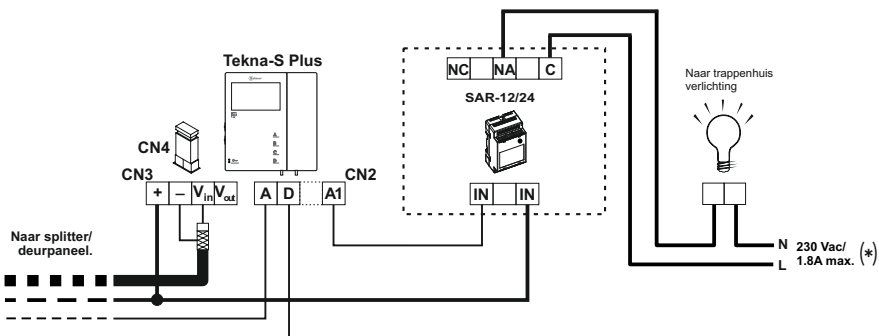 Tekna-S Plus
NC NA C
SAR-12/24
Naar trappenhuis
verlichting
CN4
A
B
C
D
CN3
CN2
+ – Vin Vout A D A1
IN IN
Naar splitter/
deurpaneel.
N
L
230 Vac/
1.8A max. (*)